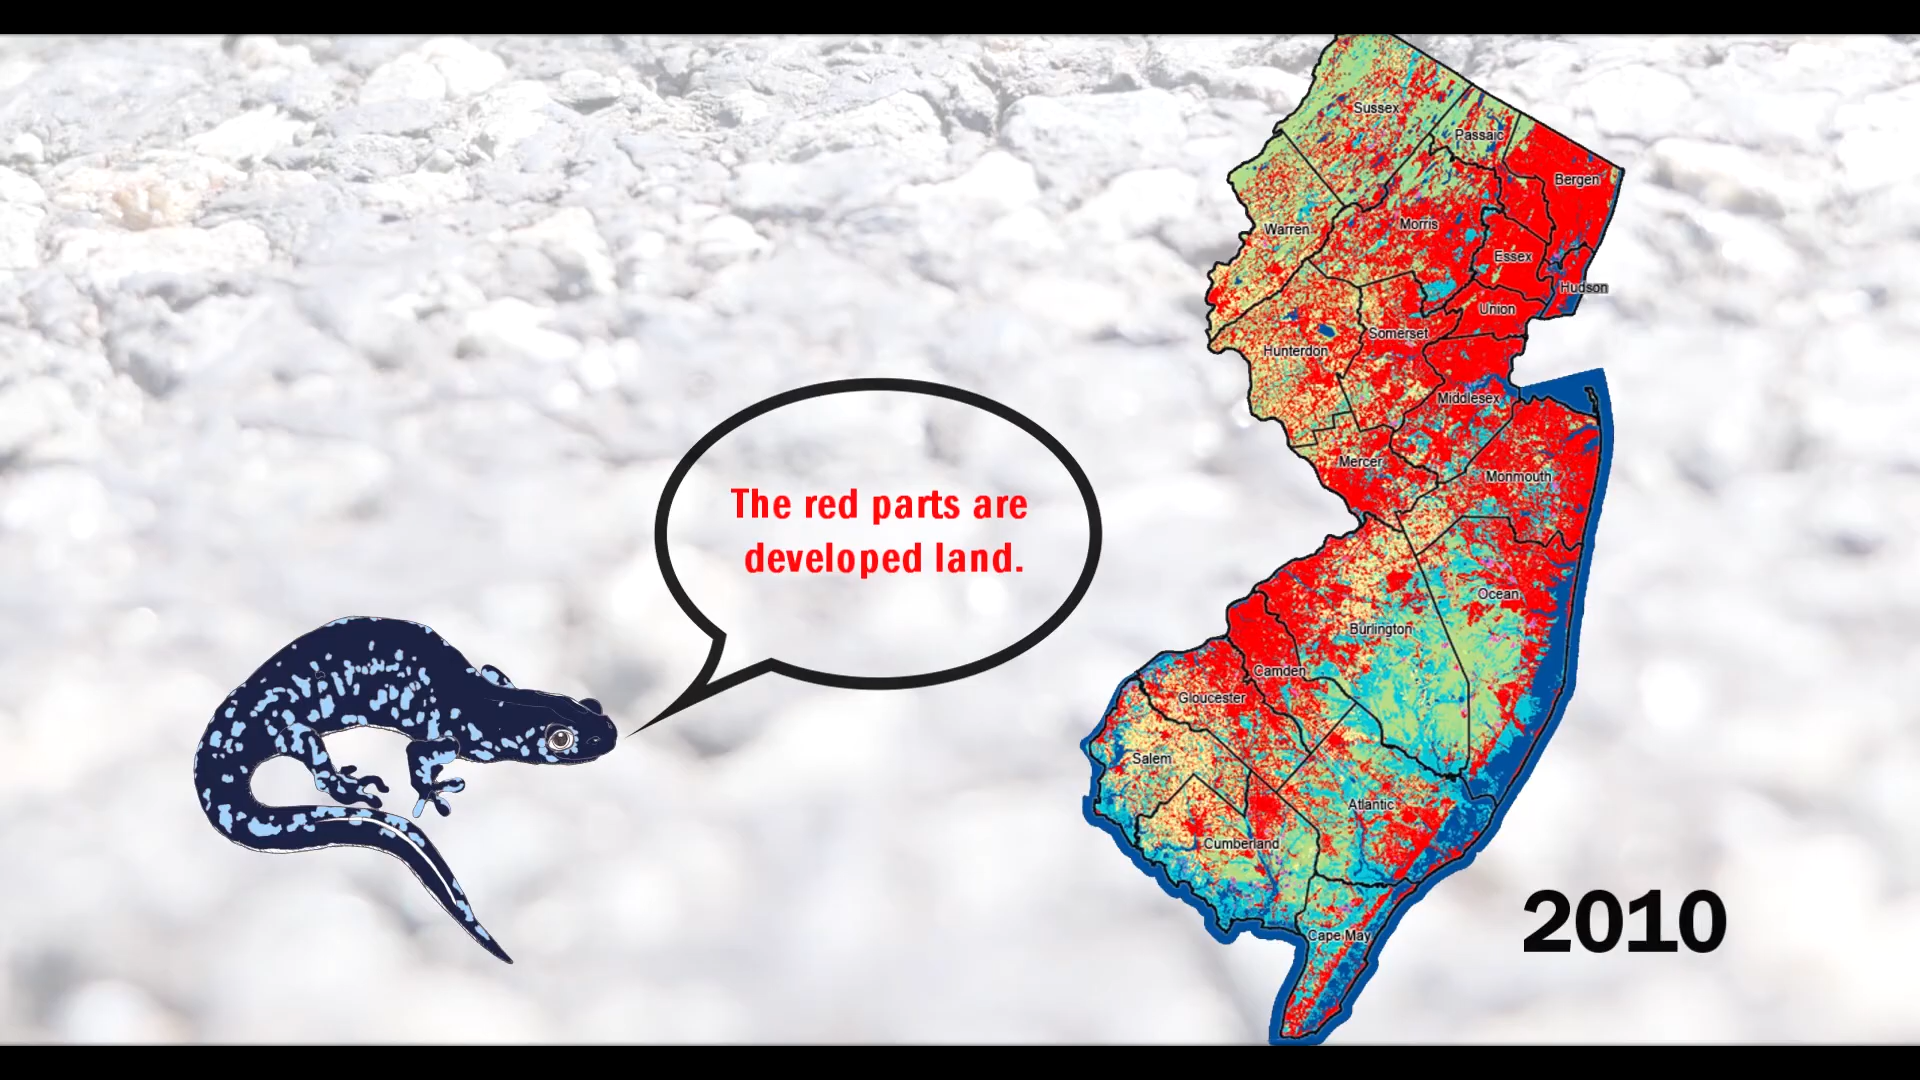 The red parts are
developed land.
Sussex
Passaic
Bergen
Warren
Morris
Essex
Hudson
Union
Somerset
Hunterdon
Middlesex
Mercer
Monmouth
Ocean
Burlington
Camden
Gloucester
Salem
Atlantic
Cumberland
Cape May
2010